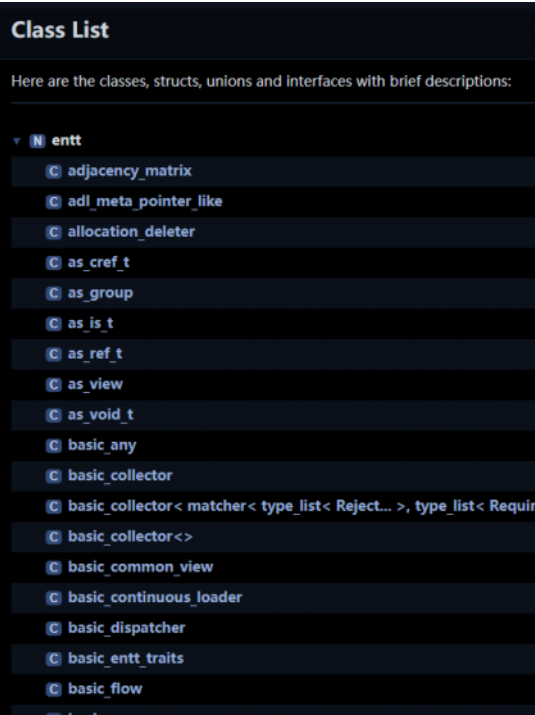 Class List
Here are the classes, structs, unions and interfaces with brief descriptions:
N entt
C adjacency_matrix
C adl_meta_pointer_like
C allocation_deleter
C as_cref_t
C as_group
C as_is_t
C as_ref_t
C as_view
C as_void_t
C basic_any
C basic_collector
C basic_collector< matcher< type_list< Reject... >, type_list<
C basic_collector<>
C basic_common_view
C basic_continuous_loader
C basic_dispatcher
C basic_entt_traits
C basic_flow